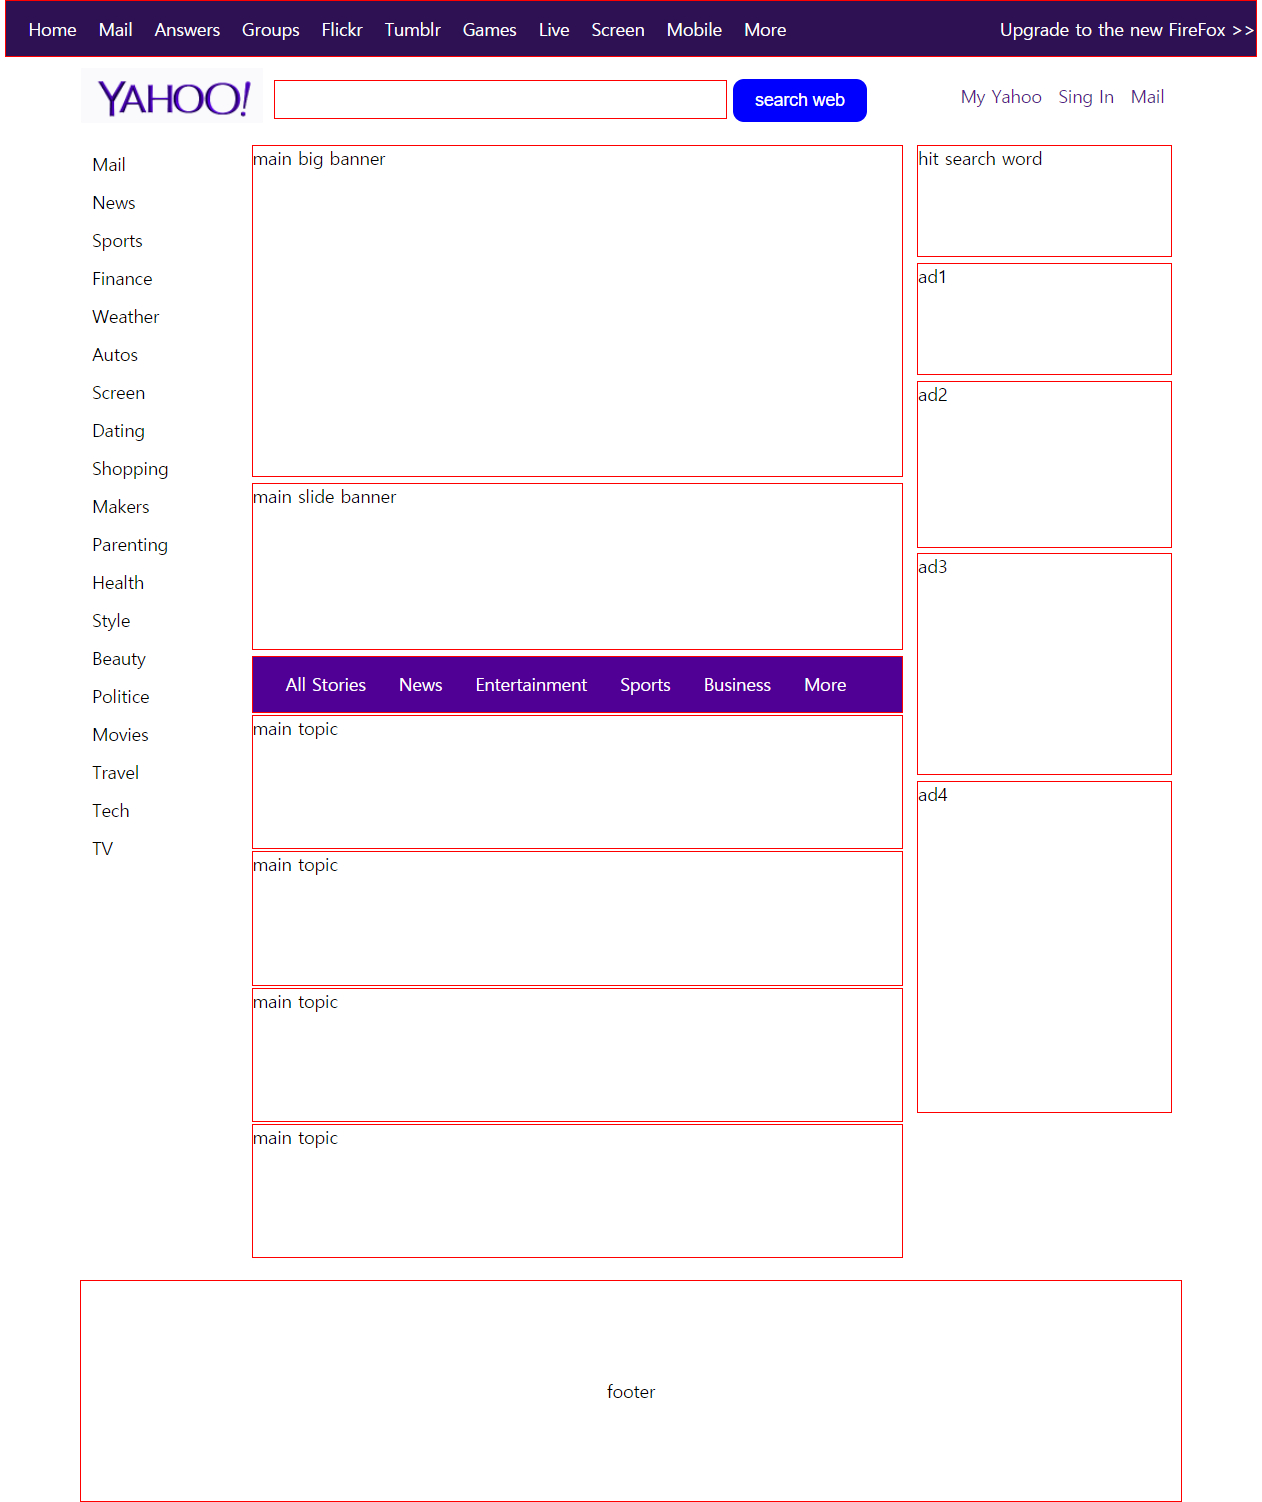 Home Mail Answers Groups Flickr Tumblr Games Live Screen Mobile More Upgrade to the new FireFox >>
YAHOO! search web My Yahoo Sing In Mail
Mail
News
Sports
Finance
Weather
Autos
Screen
Dating
Shopping
Makers
Parenting
Health
Style
Beauty
Politice
Movies
Travel
Tech
TV
main big banner
main slide banner
All Stories News Entertainment Sports Business More
main topic
main topic
main topic
main topic
hit search word
ad1
ad2
ad3
ad4
footer